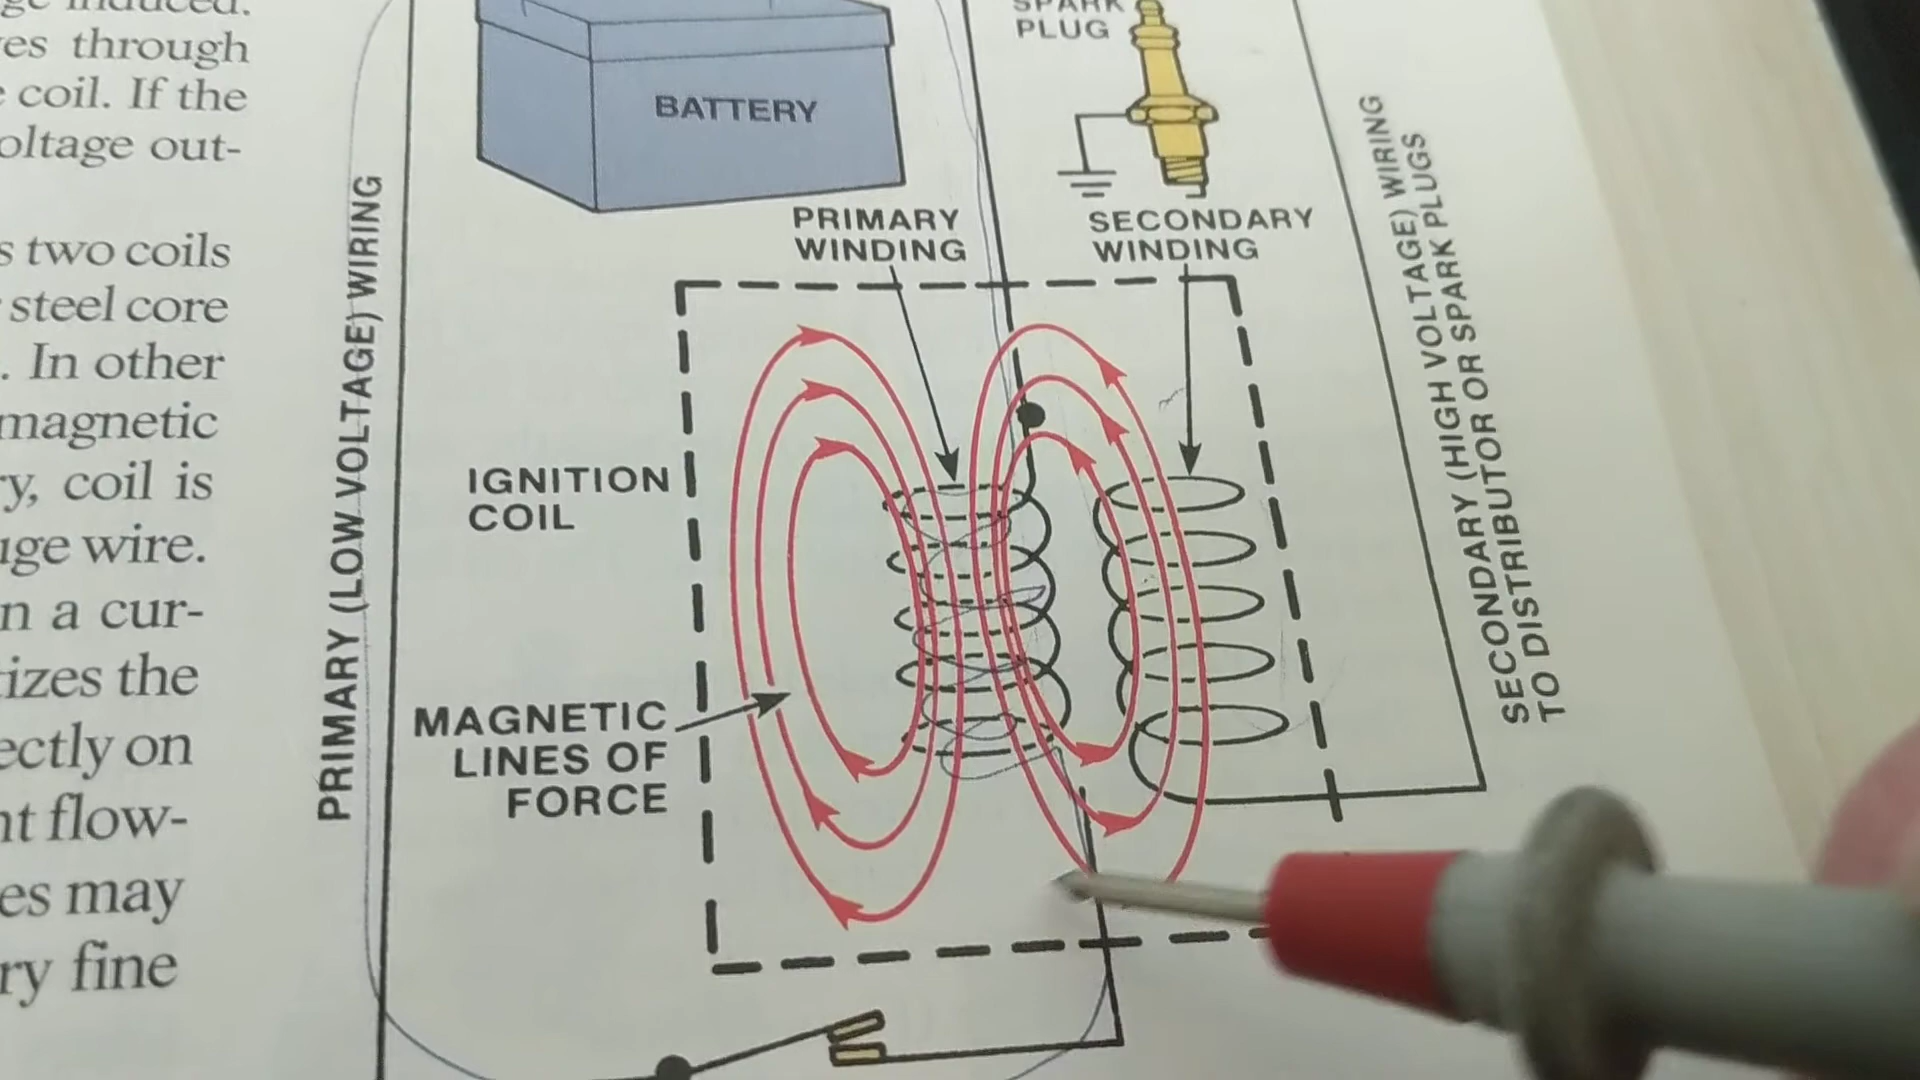 induced.
es through
coil. If the
oltage out-
s two coils
steel core
. In other
magnetic
y, coil is
ge wire.
n a cur-
izes the
ectly on
t flow-
es may
ry fine
PRIMARY (LOW VOLTAGE) WIRING
BATTERY
SPARK
PLUG
PRIMARY
WINDING
SECONDARY
WINDING
IGNITION
COIL
MAGNETIC
LINES OF
FORCE
SECONDARY (HIGH VOLTAGE) WIRING
TO DISTRIBUTOR OR SPARK PLUGS